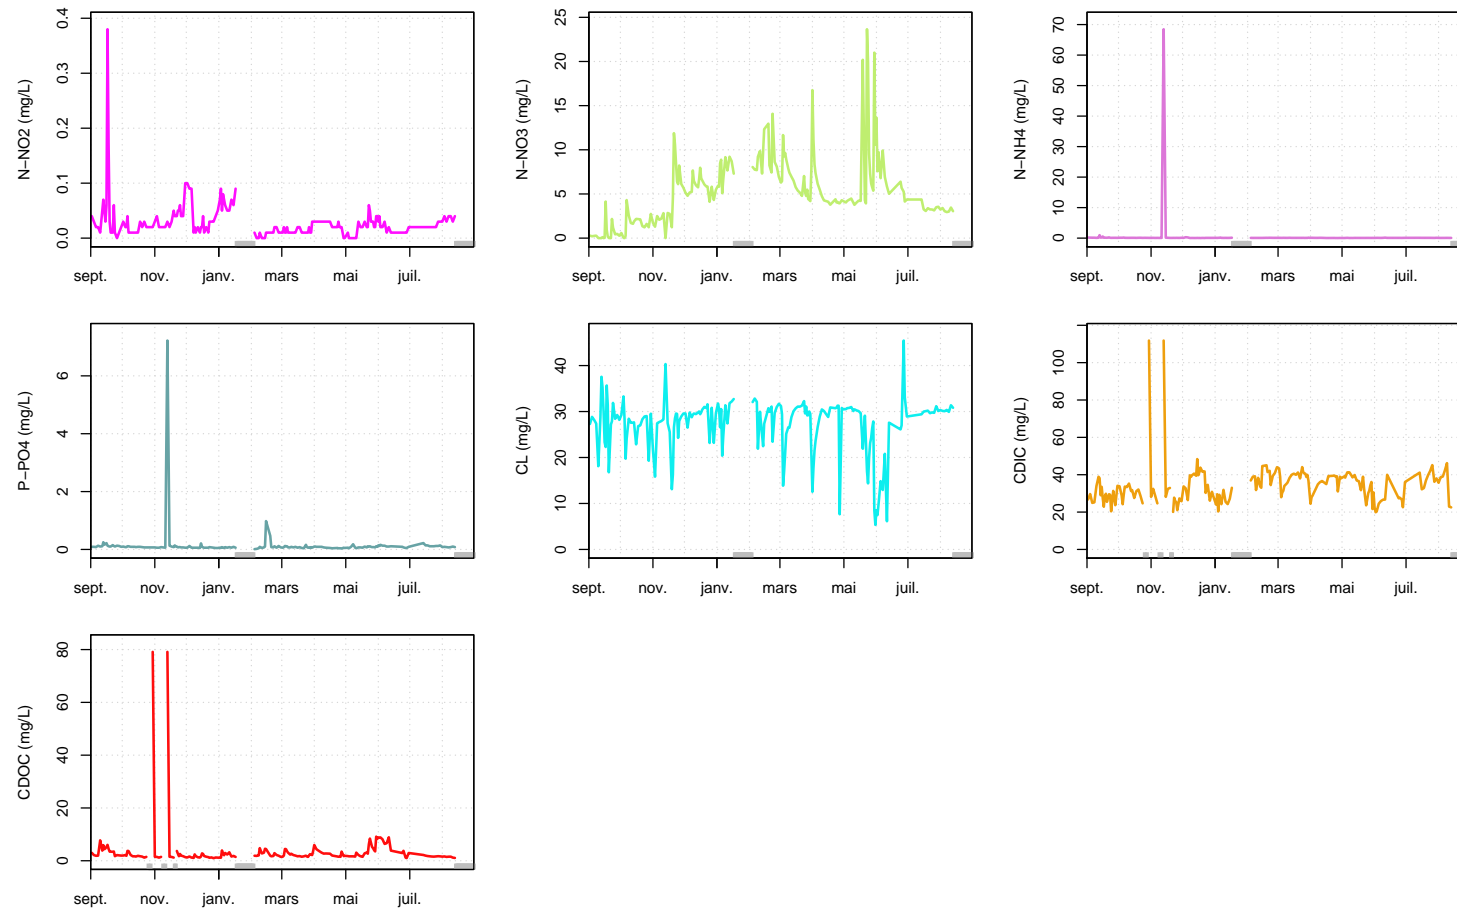 N−NO2 (mg/L)
0.0 0.1 0.2 0.3 0.4
sept. nov. janv. mars mai juil.
N−NO3 (mg/L)
0 5 10 15 20 25
sept. nov. janv. mars mai juil.
N−NH4 (mg/L)
0 10 20 30 40 50 60 70
sept. nov. janv. mars mai juil.
P−PO4 (mg/L)
0 2 4 6
sept. nov. janv. mars mai juil.
CL (mg/L)
0 10 20 30 40
sept. nov. janv. mars mai juil.
CDIC (mg/L)
0 20 40 60 80 100
sept. nov. janv. mars mai juil.
CDOC (mg/L)
0 20 40 60 80
sept. nov. janv. mars mai juil.